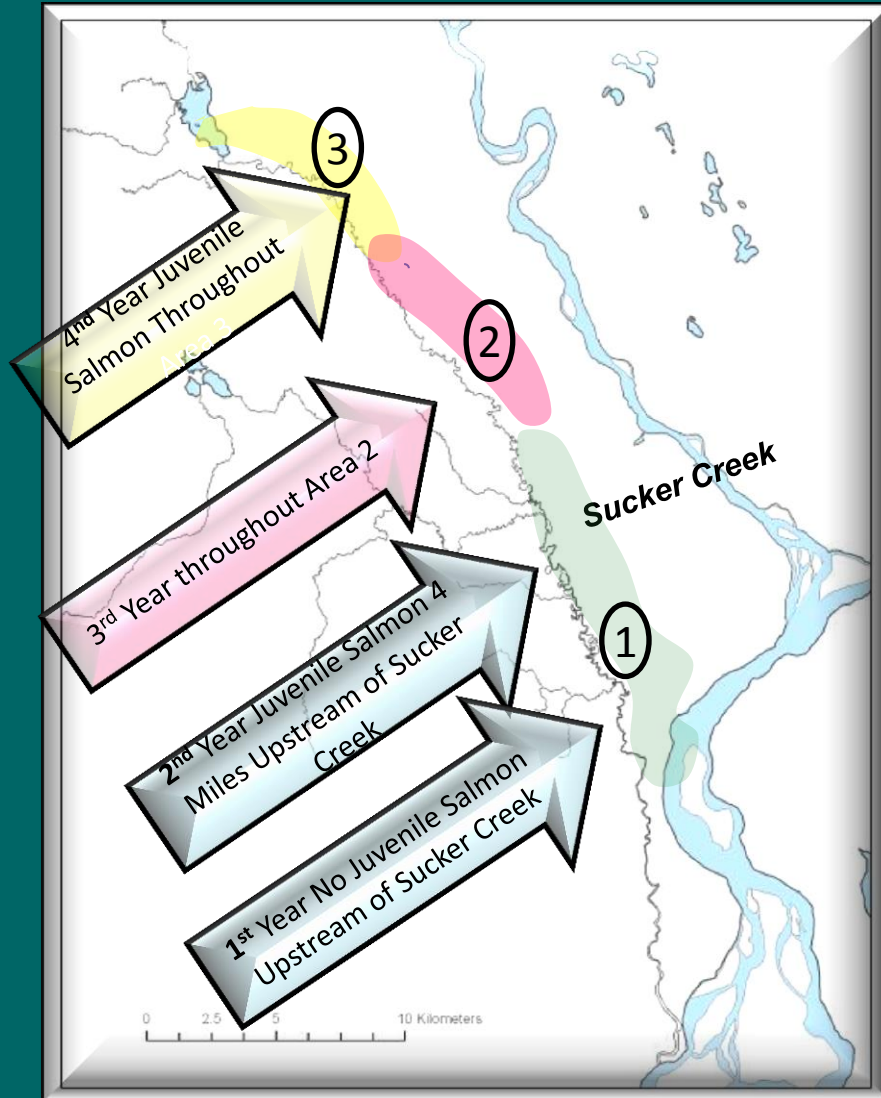 3
4nd Year Juvenile
Salmon Throughout
Area 3
2
3rd Year throughout Area 2
Sucker Creek
1
2nd Year Juvenile Salmon 4
Miles Upstream of Sucker
Creek
1st Year No Juvenile Salmon
Upstream of Sucker Creek
0 2.5 5 10 Kilometers